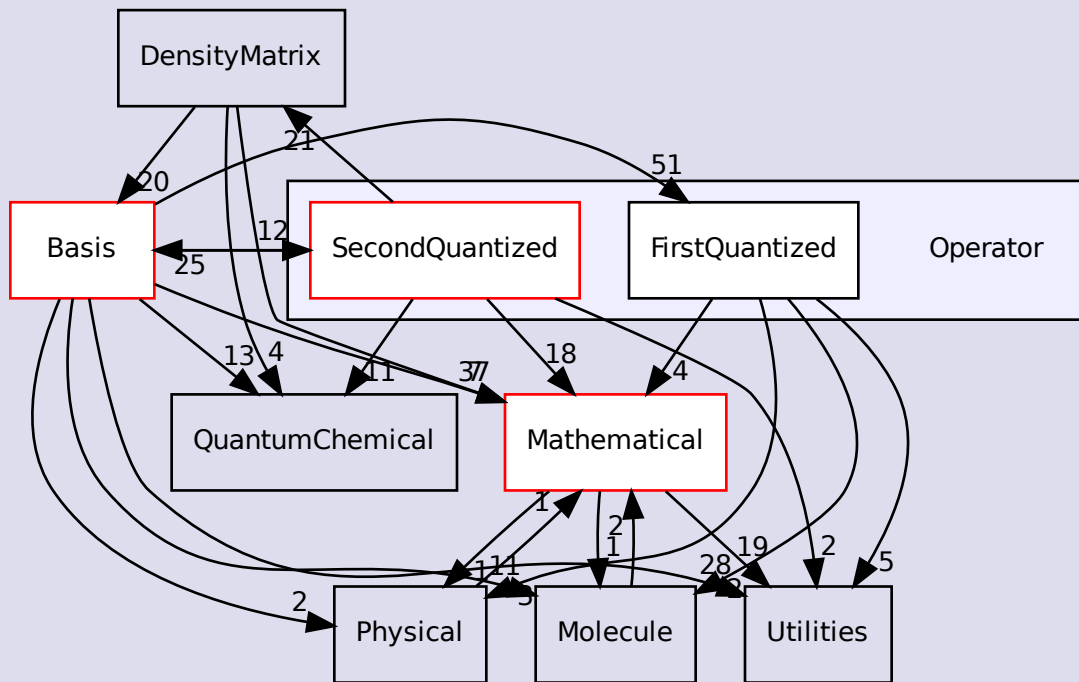 DensityMatrix
21
51
20
Basis
12
SecondQuantized
FirstQuantized
Operator
25
13
4
11
37
18
4
QuantumChemical
Mathematical
1
2
1
1
11
28
19
2
5
2
Physical
Molecule
Utilities